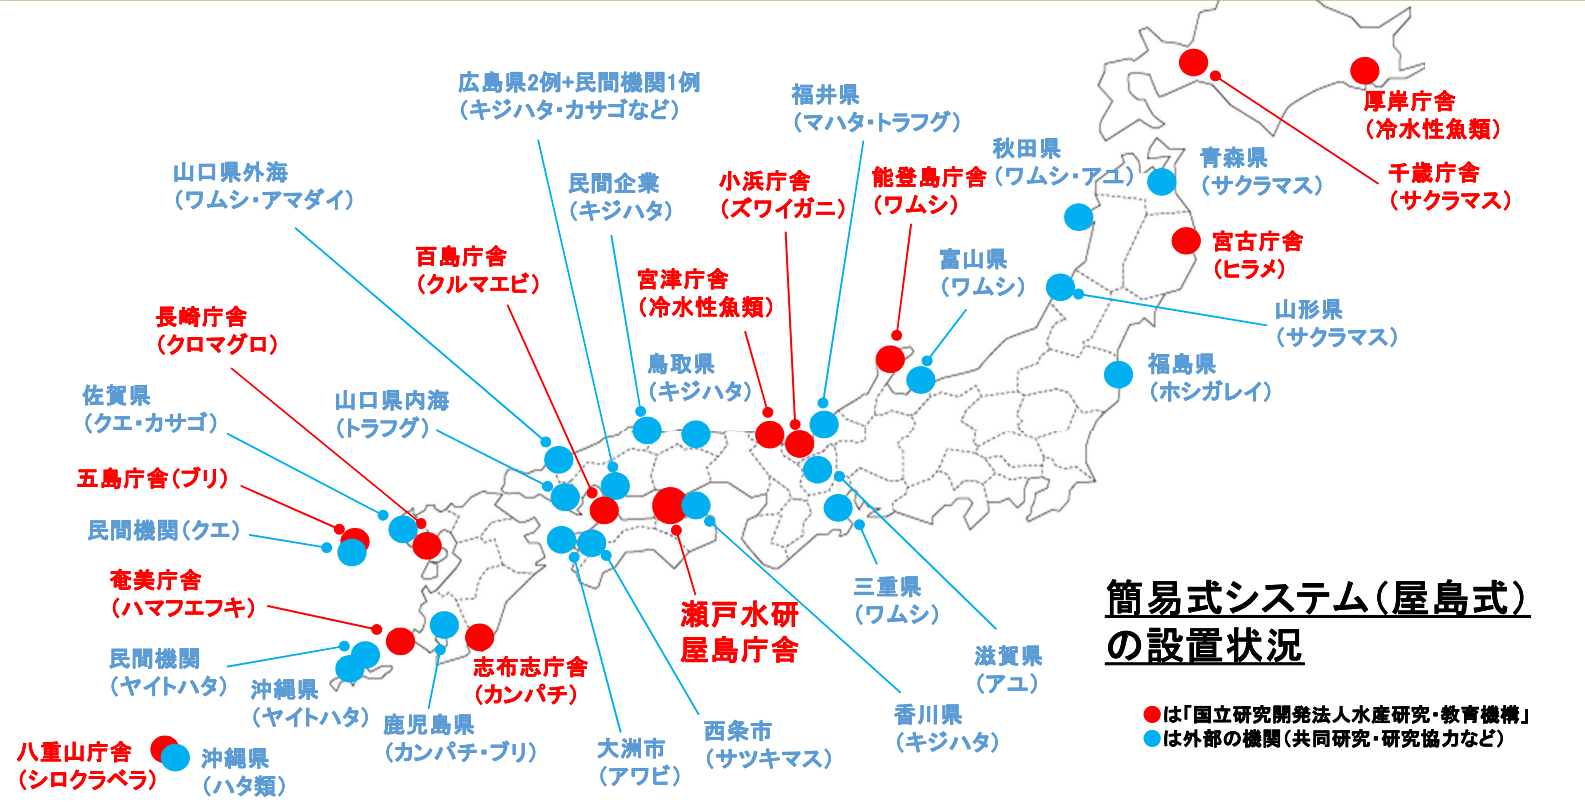 広島県2例+民間機関1例
(キジハタ・カサゴなど)
福井県
(マハタ・トラフグ)
厚岸庁舎
(冷水性魚類)
千歳庁舎
(サクラマス)
秋田県
(ワムシ・アユ)
青森県
(サクラマス)
山口県外海
(ワムシ・アマダイ)
民間企業
(キジハタ)
小浜庁舎
(ズワイガニ)
能登島庁舎
(ワムシ)
宮古庁舎
(ヒラメ)
百島庁舎
(クルマエビ)
宮津庁舎
(冷水性魚類)
富山県
(ワムシ)
山形県
(サクラマス)
長崎庁舎
(クロマグロ)
鳥取県
(キジハタ)
福島県
(ホシガレイ)
佐賀県
(クエ・カサゴ)
山口県内海
(トラフグ)
五島庁舎(ブリ)
民間機関(クエ)
奄美庁舎
(ハマフエフキ)
瀬戸水研
屋島庁舎
三重県
(ワムシ)
簡易式システム(屋島式)
の設置状況
民間機関
(ヤイトハタ)
沖縄県
(ヤイトハタ)
志布志庁舎
(カンパチ)
滋賀県
(アユ)
鹿児島県
(カンパチ・ブリ)
大洲市
(アワビ)
西条市
(サツキマス)
香川県
(キジハタ)
●は「国立研究開発法人水産研究・教育機構」
●は外部の機関(共同研究・研究協力など)
八重山庁舎
(シロクラベラ)
沖縄県
(ハタ類)